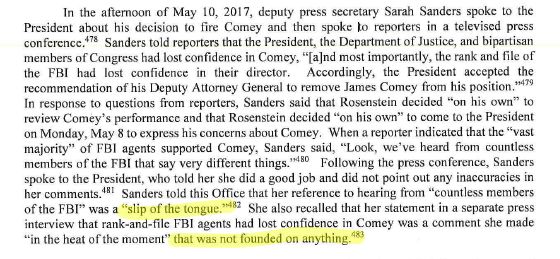 In the afternoon of May 10, 2017, deputy press secretary Sarah Sanders spoke to the
President about his decision to fire Comey and then spoke to reporters in a televised press
conference.478 Sanders told reporters that the President, the Department of Justice, and bipartisan
members of Congress had lost confidence in Comey, “[a]nd most importantly, the rank and file of
the FBI had lost confidence in their director. Accordingly, the President accepted the
recommendation of his Deputy Attorney General to remove James Comey from his position.”479
In response to questions from reporters, Sanders said that Rosenstein decided “on his own” to
review Comey’s performance and that Rosenstein decided “on his own” to come to the President
on Monday, May 8 to express his concerns about Comey. When a reporter indicated that the “vast
majority” of FBI agents supported Comey, Sanders said, “Look, we’ve heard from countless
members of the FBI that say very different things.”480 Following the press conference, Sanders
spoke to the President, who told her she did a good job and did not point out any inaccuracies in
her comments.481 Sanders told this Office that her reference to hearing from “countless members
of the FBI” was a “slip of the tongue.”482 She also recalled that her statement in a separate press
interview that rank-and-file FBI agents had lost confidence in Comey was a comment she made
“in the heat of the moment” that was not founded on anything.483